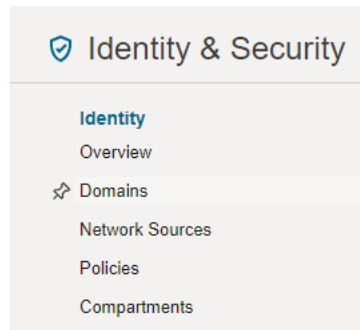 Identity & Security
Identity
Overview
Domains
Network Sources
Policies
Compartments